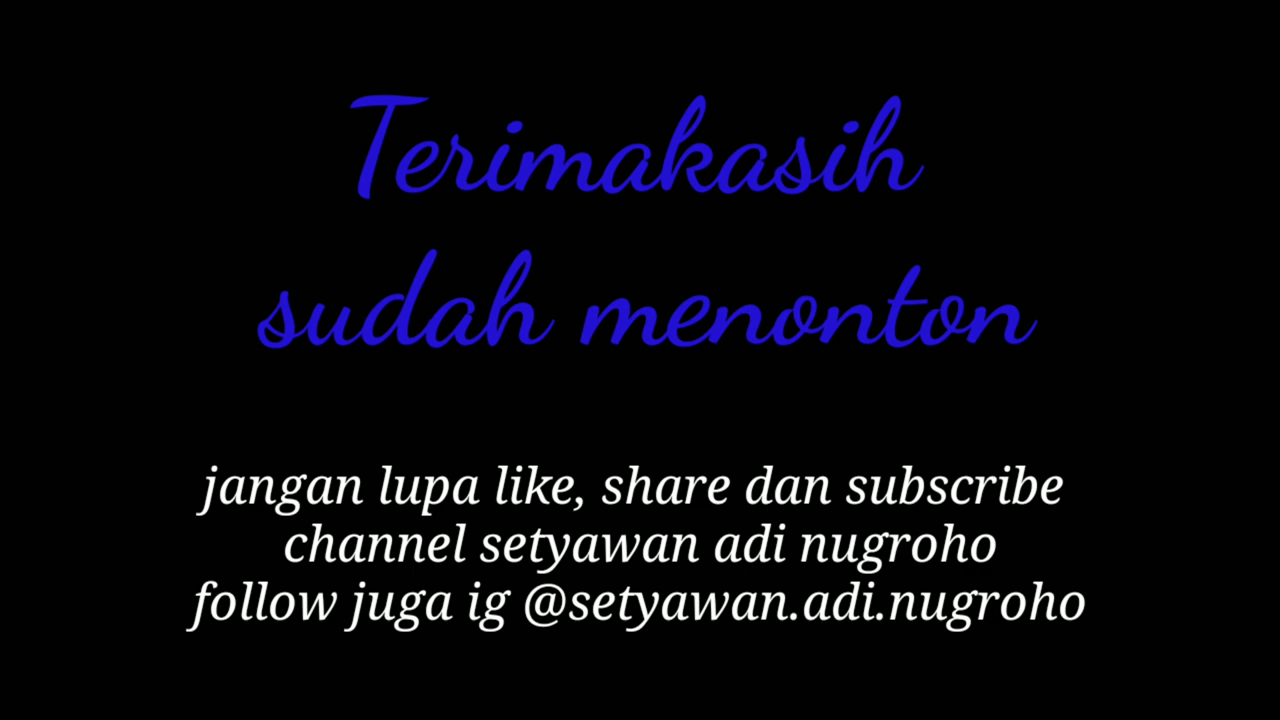 Terimakasih
sudah menonton
jangan lupa like, share dan subscribe
channel setyawan adi nugroho
follow juga ig @setyawan.adi.nugroho